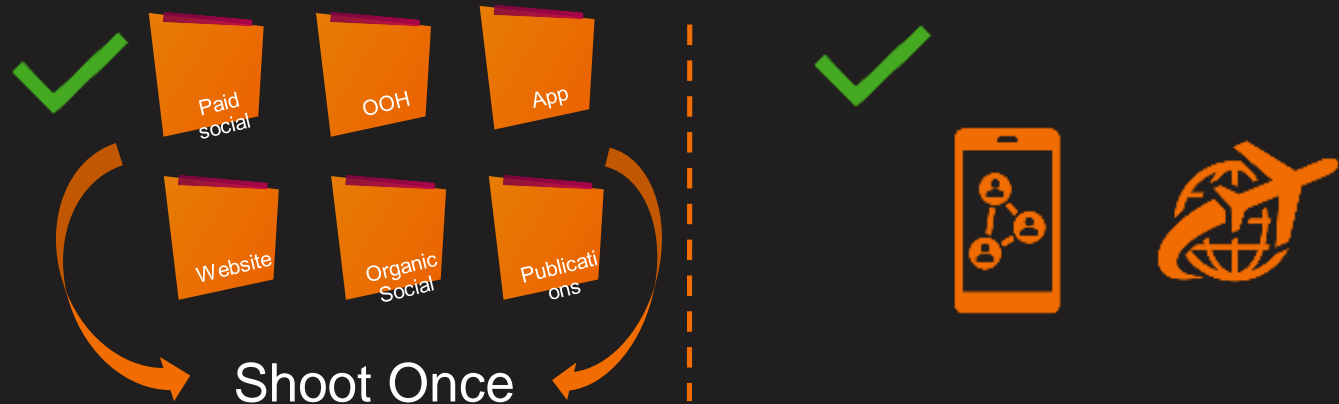 Paid
social
OOH
App
Website
Organic
Social
Publicati
ons
Shoot Once